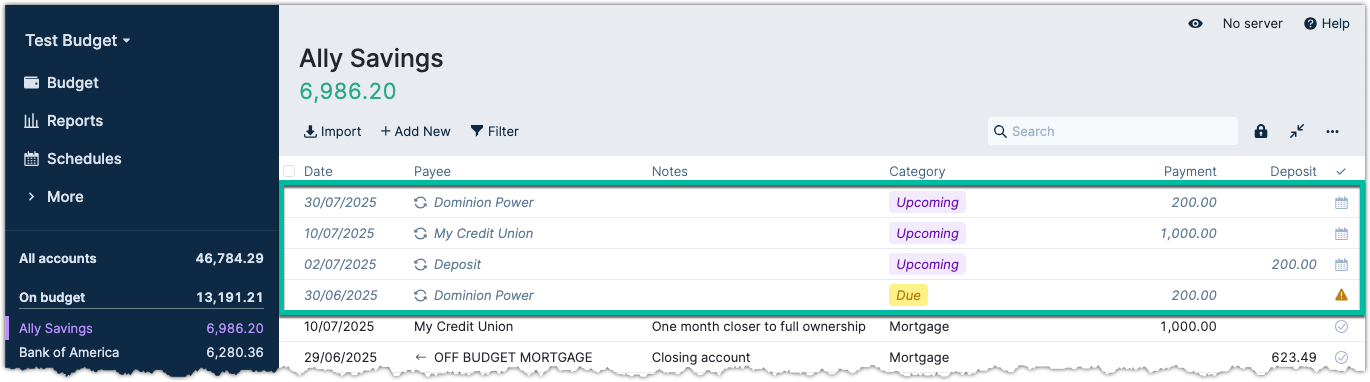 Test Budget
Budget
Reports
Schedules
More
All accounts 46,784.29
On budget 13,191.21
Ally Savings 6,986.20
Bank of America 6,280.36
No server Help
Ally Savings
6,986.20
Import + Add New Filter Search
Date Payee Notes Category Payment Deposit
30/07/2025 Dominion Power Upcoming 200.00
10/07/2025 My Credit Union Upcoming 1,000.00
02/07/2025 Deposit Upcoming 200.00
30/06/2025 Dominion Power Due 200.00
10/07/2025 My Credit Union One month closer to full ownership Mortgage 1,000.00
29/06/2025 ← OFF BUDGET MORTGAGE Closing account Mortgage 623.49